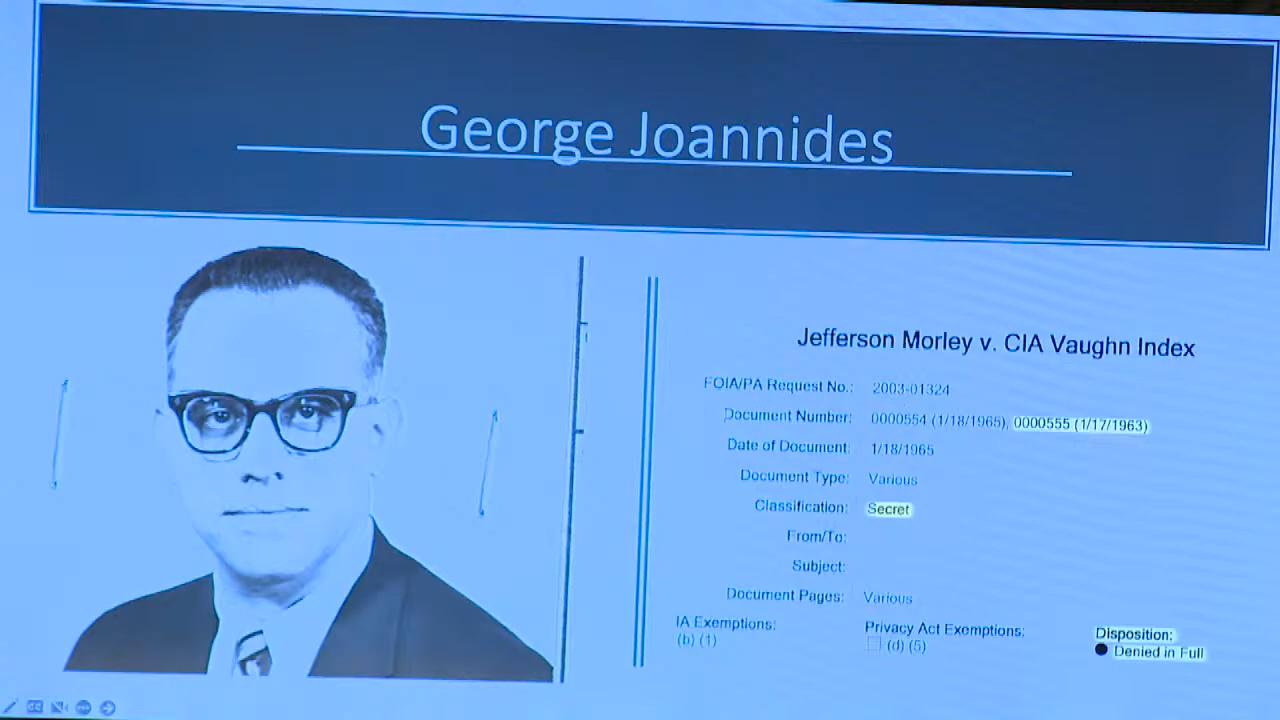 George Joannides
Jefferson Morley v. CIA Vaughn Index
FOIA/PA Request No.: 2003-01324
Document Number: 0000554 (1/18/1965), 0000555 (1/17/1963)
Date of Document: 1/18/1965
Document Type: Various
Classification: Secret
From/To:
Subject:
Document Pages: Various
IA Exemptions:
(b) (1)
Privacy Act Exemptions:
(d) (5)
Disposition:
Denied in Full